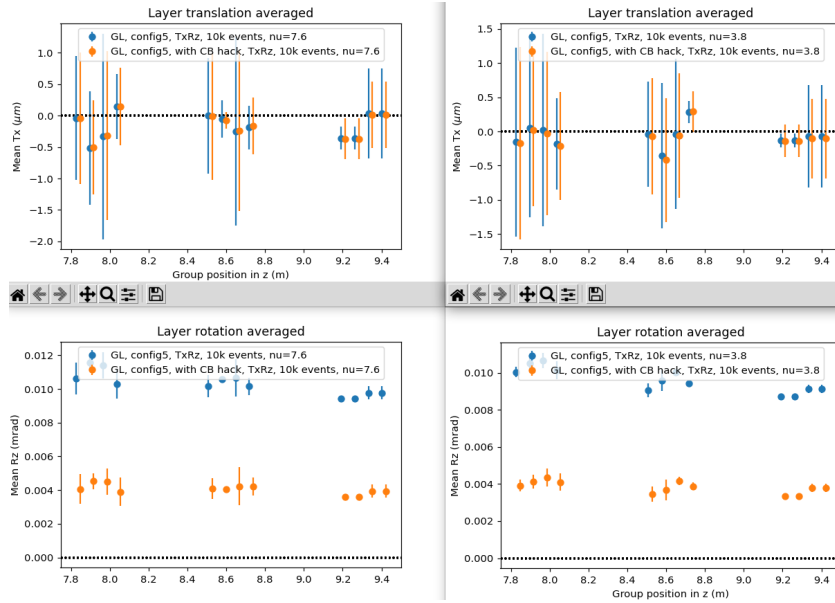 Layer translation averaged
GL, config5, TxRz, 10k events, nu=7.6
GL, config5, with CB hack, TxRz, 10k events, nu=7.6
Mean Tx (μm)
1.0
0.5
0.0
−0.5
−1.0
−1.5
−2.0
7.8 8.0 8.2 8.4 8.6 8.8 9.0 9.2 9.4
Group position in z (m)
Layer translation averaged
GL, config5, TxRz, 10k events, nu=3.8
GL, config5, with CB hack, TxRz, 10k events, nu=3.8
Mean Tx (μm)
1.5
1.0
0.5
0.0
−0.5
−1.0
−1.5
7.8 8.0 8.2 8.4 8.6 8.8 9.0 9.2 9.4
Group position in z (m)
Layer rotation averaged
GL, config5, TxRz, 10k events, nu=7.6
GL, config5, with CB hack, TxRz, 10k events, nu=7.6
Mean Rz (mrad)
0.012
0.010
0.008
0.006
0.004
0.002
0.000
7.8 8.0 8.2 8.4 8.6 8.8 9.0 9.2 9.4
Layer rotation averaged
GL, config5, TxRz, 10k events, nu=3.8
GL, config5, with CB hack, TxRz, 10k events, nu=3.8
Mean Rz (mrad)
0.010
0.008
0.006
0.004
0.002
0.000
7.8 8.0 8.2 8.4 8.6 8.8 9.0 9.2 9.4
Group position in z (m)